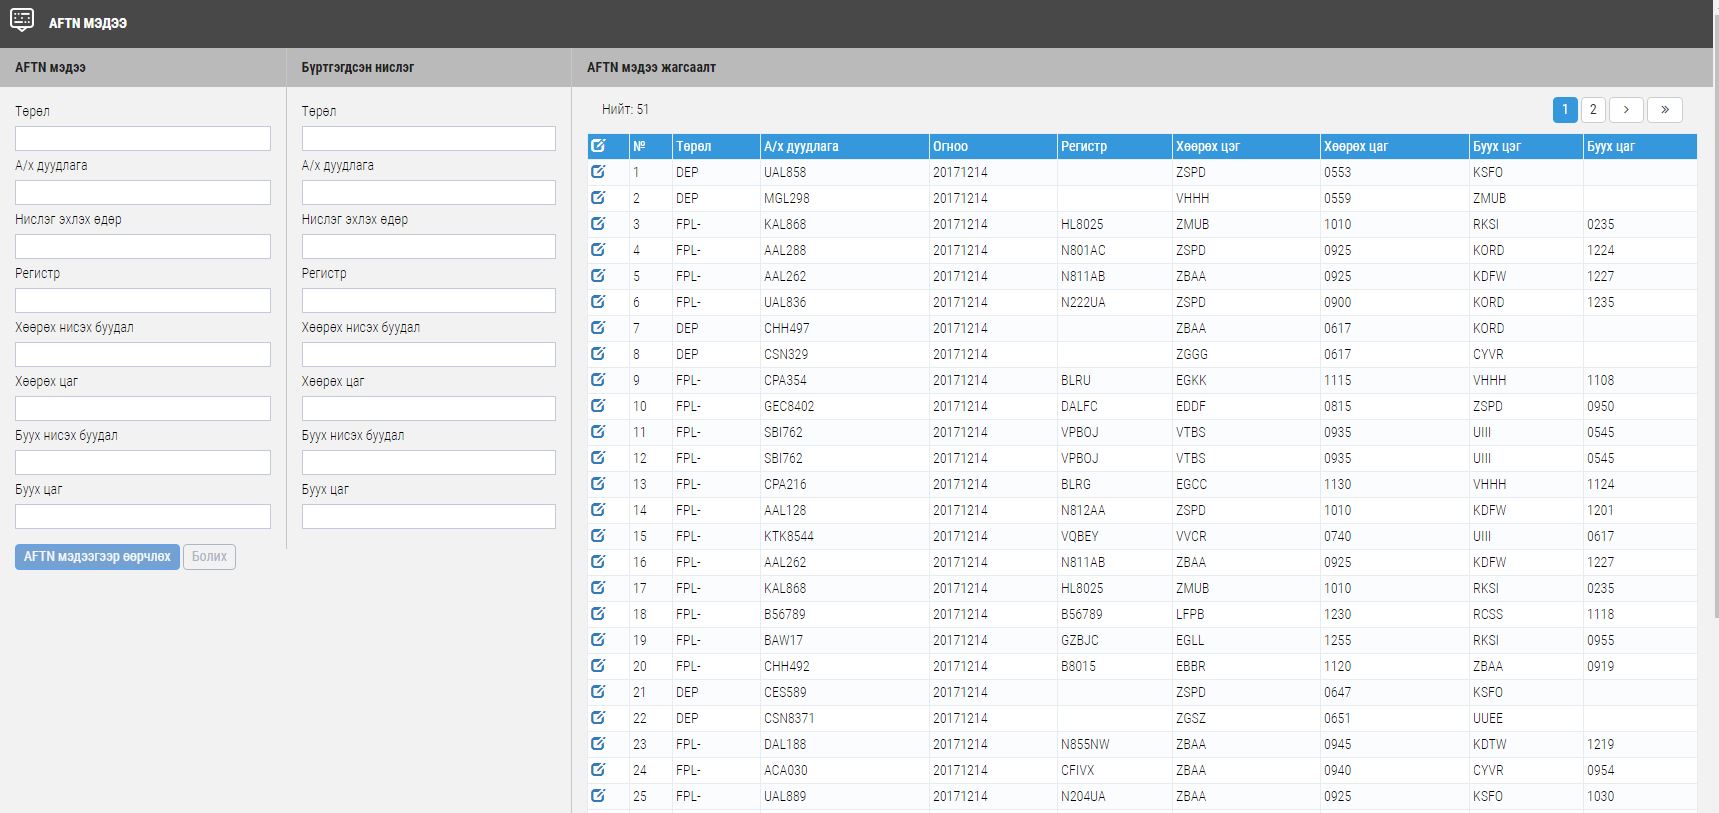 AFTN МЭДЭЭ
AFTN мэдээ
Төрөл
А/х дуудлага
Нислэг эхлэх өдөр
Регистр
Хөөрөх нисэх буудал
Хөөрөх цаг
Буух нисэх буудал
Буух цаг
AFTN мэдээгээр өөрчлөх Болих
Бүртгэгдсэн нислэг
Төрөл
А/х дуудлага
Нислэг эхлэх өдөр
Регистр
Хөөрөх нисэх буудал
Хөөрөх цаг
Буух нисэх буудал
Буух цаг
AFTN мэдээ жагсаалт
Нийт: 51 1 2 › »
№ Төрөл А/х дуудлага Огноо Регистр Хөөрөх цэг Хөөрөх цаг Буух цэг Буух цаг
1 DEP UAL858 20171214 ZSPD 0553 KSFO
2 DEP MGL298 20171214 VHHH 0559 ZMUB
3 FPL- KAL868 20171214 HL8025 ZMUB 1010 RKSI 0235
4 FPL- AAL288 20171214 N801AC ZSPD 0925 KORD 1224
5 FPL- AAL262 20171214 N811AB ZBAA 0925 KDFW 1227
6 FPL- UAL836 20171214 N222UA ZSPD 0900 KORD 1235
7 DEP CHH497 20171214 ZBAA 0617 KORD
8 DEP CSN329 20171214 ZGGG 0617 CYVR
9 FPL- CPA354 20171214 BLRU EGKK 1115 VHHH 1108
10 FPL- GEC8402 20171214 DALFC EDDF 0815 ZSPD 0950
11 FPL- SBI762 20171214 VPBOJ VTBS 0935 UIII 0545
12 FPL- SBI762 20171214 VPBOJ VTBS 0935 UIII 0545
13 FPL- CPA216 20171214 BLRG EGCC 1130 VHHH 1124
14 FPL- AAL128 20171214 N812AA ZSPD 1010 KDFW 1201
15 FPL- KTK8544 20171214 VQBEY VVCR 0740 UIII 0617
16 FPL- AAL262 20171214 N811AB ZBAA 0925 KDFW 1227
17 FPL- KAL868 20171214 HL8025 ZMUB 1010 RKSI 0235
18 FPL- B56789 20171214 B56789 LFPB 1230 RCSS 1118
19 FPL- BAW17 20171214 GZBJC EGLL 1255 RKSI 0955
20 FPL- CHH492 20171214 B8015 EBBR 1120 ZBAA 0919
21 DEP CES589 20171214 ZSPD 0647 KSFO
22 DEP CSN8371 20171214 ZGSZ 0651 UUEE
23 FPL- DAL188 20171214 N855NW ZBAA 0945 KDTW 1219
24 FPL- ACA030 20171214 CFIVX ZBAA 0940 CYVR 0954
25 FPL- UAL889 20171214 N204UA ZBAA 0925 KSFO 1030